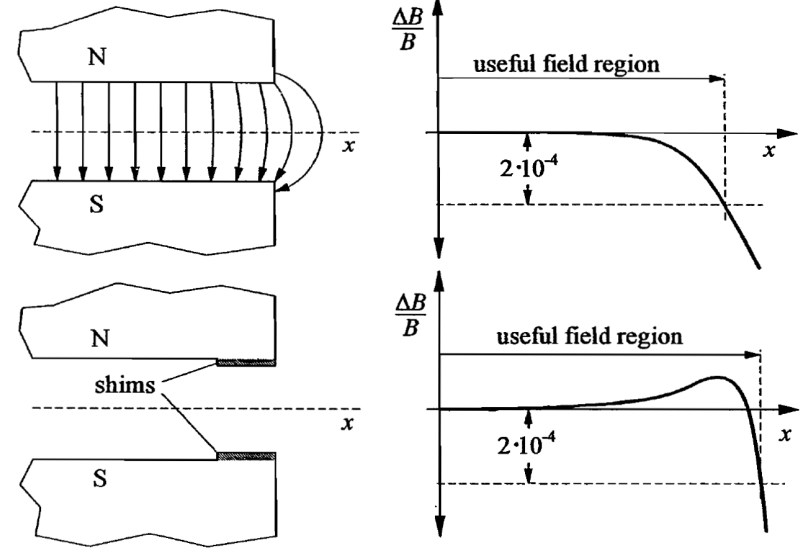 N
x
S
ΔB
B
useful field region
x
2·10⁻⁴
N
shims
x
S
ΔB
B
useful field region
x
2·10⁻⁴